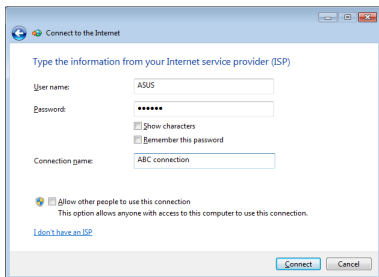 Connect to the Internet
Type the information from your Internet service provider (ISP)
User name:
ASUS
Password:
••••••
Show characters
Remember this password
Connection name:
ABC connection
Allow other people to use this connection
This option allows anyone with access to this computer to use this connection.
I don't have an ISP
Connect
Cancel